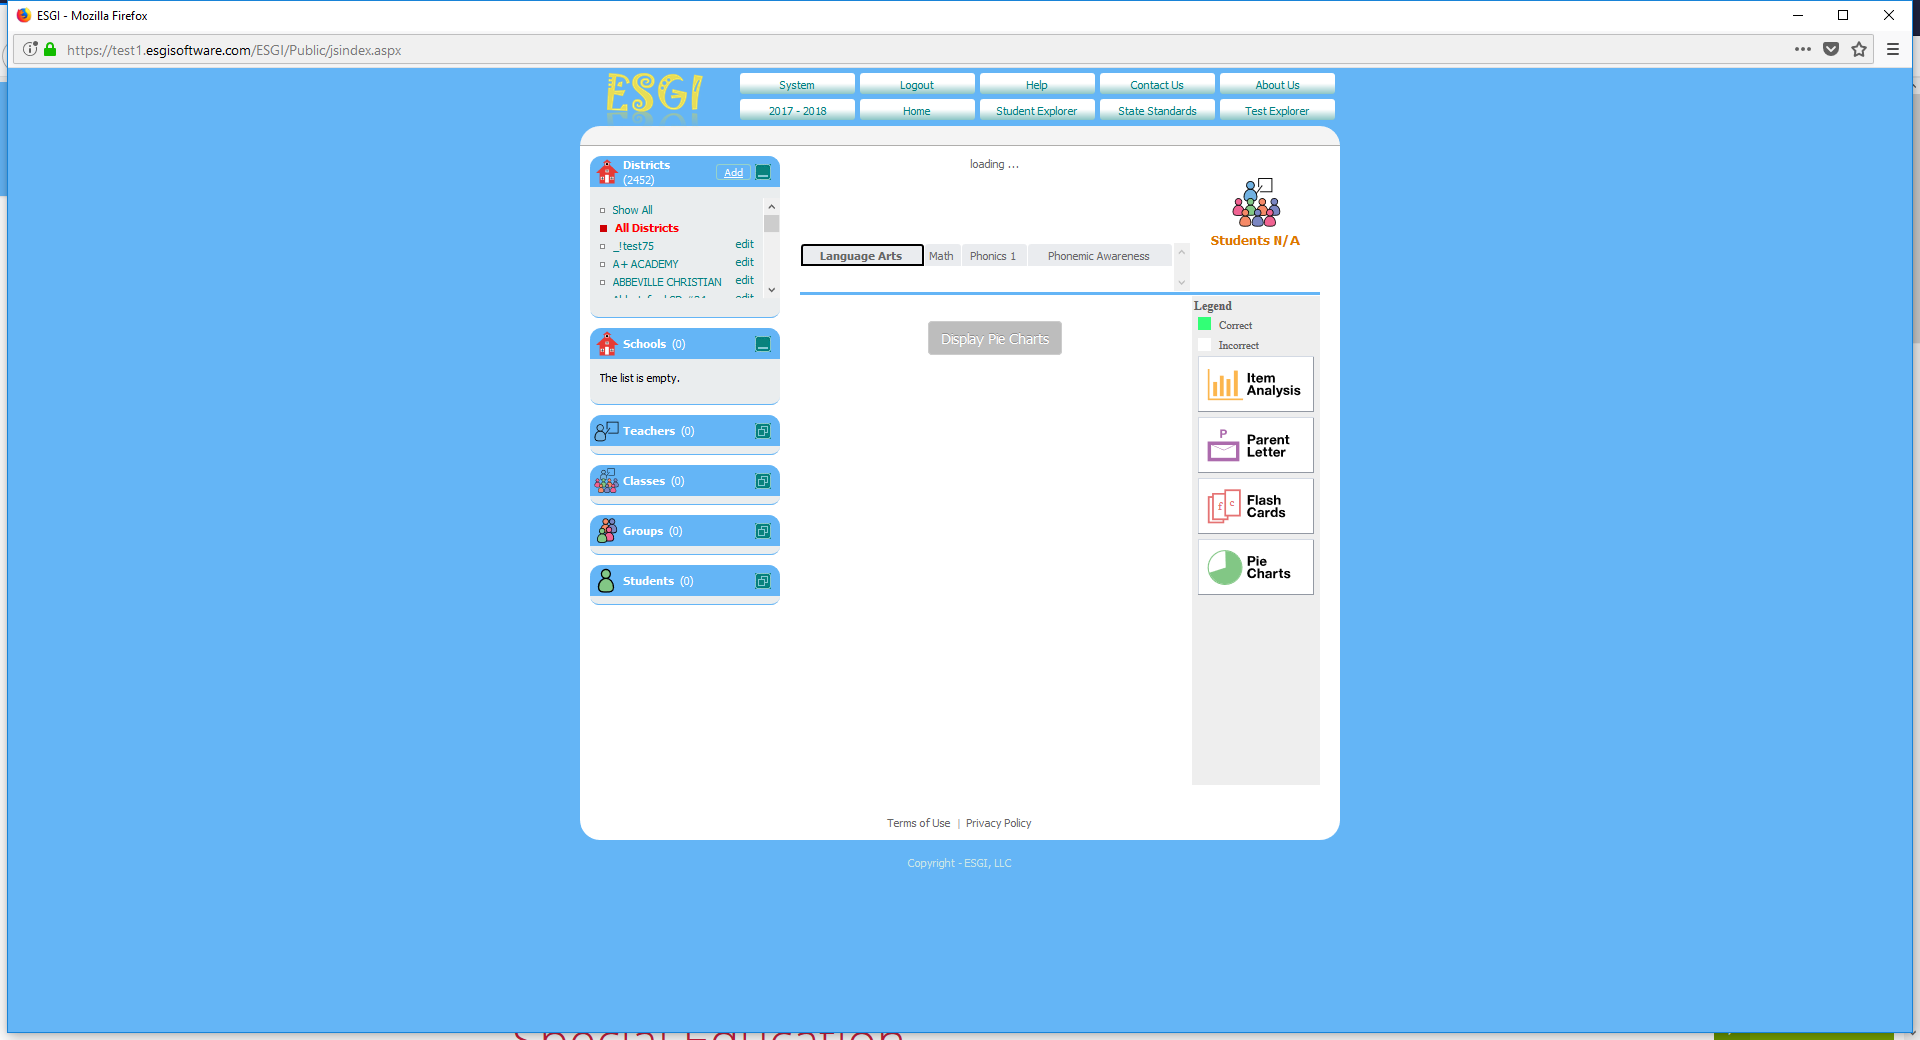 ESGI - Mozilla Firefox
https://test1.esgisoftware.com/ESGI/Public/jsindex.aspx
ESGI
System
Logout
Help
Contact Us
About Us
2017 - 2018
Home
Student Explorer
State Standards
Test Explorer
Districts
(2452)
Add
Show All
All Districts
_!test75 edit
A+ ACADEMY edit
ABBEVILLE CHRISTIAN edit
edit
Schools (0)
The list is empty.
Teachers (0)
Classes (0)
Groups (0)
Students (0)
loading ...
Students N/A
Language Arts
Math
Phonics 1
Phonemic Awareness
Display Pie Charts
Legend
Correct
Incorrect
Item
Analysis
P
Parent
Letter
f c
Flash
Cards
Pie
Charts
Terms of Use | Privacy Policy
Copyright - ESGI, LLC
Special Education